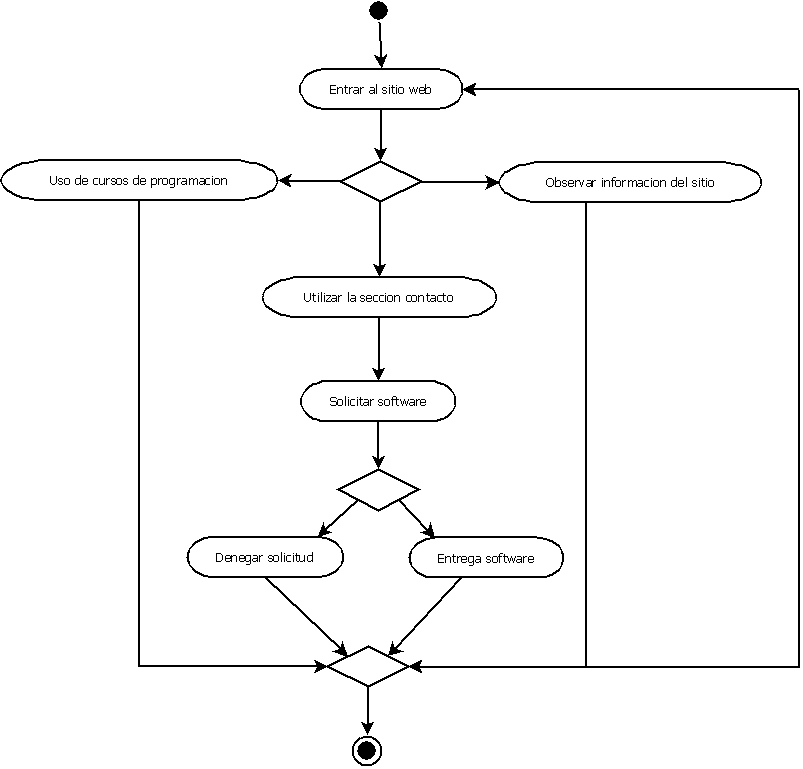 Entrar al sitio web
Uso de cursos de programacion
Observar informacion del sitio
Utilizar la seccion contacto
Solicitar software
Denegar solicitud
Entrega software